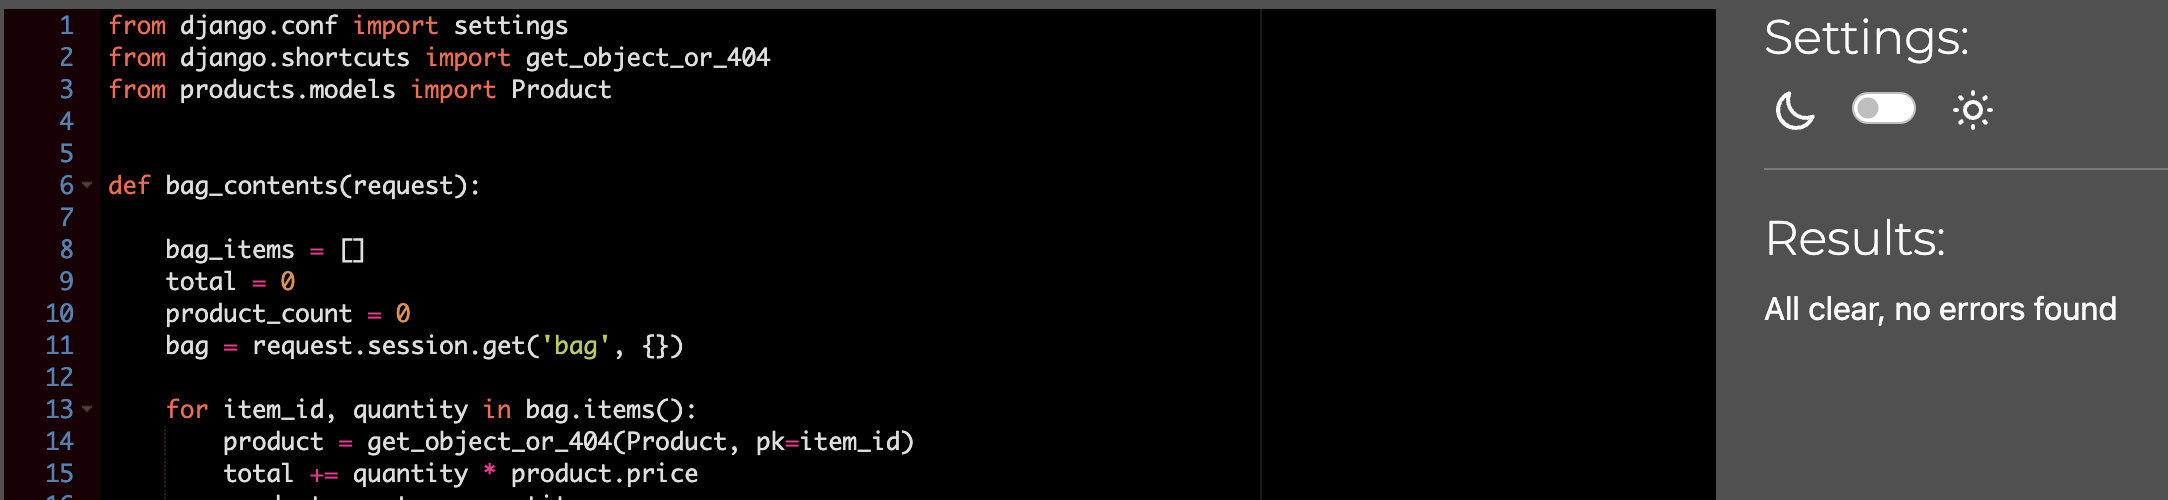 1 from django.conf import settings
2 from django.shortcuts import get_object_or_404
3 from products.models import Product
4
5
6 def bag_contents(request):
7
8 bag_items = []
9 total = 0
10 product_count = 0
11 bag = request.session.get('bag', {})
12
13 for item_id, quantity in bag.items():
14 product = get_object_or_404(Product, pk=item_id)
15 total += quantity * product.price
Settings:
Results:
All clear, no errors found